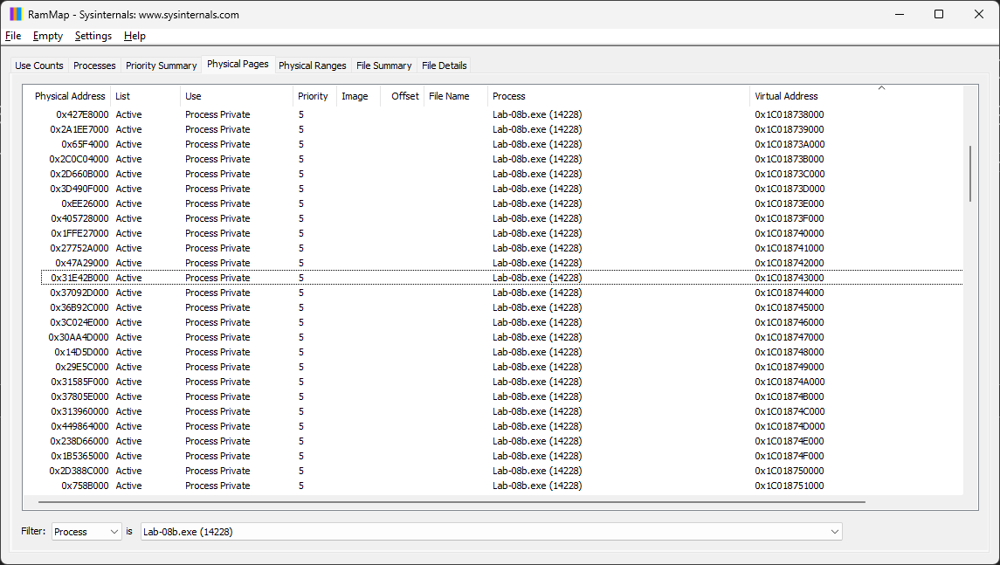 RamMap - Sysinternals: www.sysinternals.com
File Empty Settings Help
Use Counts Processes Priority Summary Physical Pages Physical Ranges File Summary File Details
Physical Address List Use Priority Image Offset File Name Process Virtual Address
0x427E8000 Active Process Private 5 Lab-08b.exe (14228) 0x1C018738000
0x2A1EE7000 Active Process Private 5 Lab-08b.exe (14228) 0x1C018739000
0x65F4000 Active Process Private 5 Lab-08b.exe (14228) 0x1C01873A000
0x2C0C04000 Active Process Private 5 Lab-08b.exe (14228) 0x1C01873B000
0x2D660B000 Active Process Private 5 Lab-08b.exe (14228) 0x1C01873C000
0x3D490F000 Active Process Private 5 Lab-08b.exe (14228) 0x1C01873D000
0xEE26000 Active Process Private 5 Lab-08b.exe (14228) 0x1C01873E000
0x405728000 Active Process Private 5 Lab-08b.exe (14228) 0x1C01873F000
0x1FFE27000 Active Process Private 5 Lab-08b.exe (14228) 0x1C018740000
0x27752A000 Active Process Private 5 Lab-08b.exe (14228) 0x1C018741000
0x47A29000 Active Process Private 5 Lab-08b.exe (14228) 0x1C018742000
0x31E42B000 Active Process Private 5 Lab-08b.exe (14228) 0x1C018743000
0x37092D000 Active Process Private 5 Lab-08b.exe (14228) 0x1C018744000
0x36B92C000 Active Process Private 5 Lab-08b.exe (14228) 0x1C018745000
0x3C024E000 Active Process Private 5 Lab-08b.exe (14228) 0x1C018746000
0x30AA4D000 Active Process Private 5 Lab-08b.exe (14228) 0x1C018747000
0x14D5D000 Active Process Private 5 Lab-08b.exe (14228) 0x1C018748000
0x29E5C000 Active Process Private 5 Lab-08b.exe (14228) 0x1C018749000
0x31585F000 Active Process Private 5 Lab-08b.exe (14228) 0x1C01874A000
0x37805E000 Active Process Private 5 Lab-08b.exe (14228) 0x1C01874B000
0x313960000 Active Process Private 5 Lab-08b.exe (14228) 0x1C01874C000
0x449864000 Active Process Private 5 Lab-08b.exe (14228) 0x1C01874D000
0x238D66000 Active Process Private 5 Lab-08b.exe (14228) 0x1C01874E000
0x1B5365000 Active Process Private 5 Lab-08b.exe (14228) 0x1C01874F000
0x2D388C000 Active Process Private 5 Lab-08b.exe (14228) 0x1C018750000
0x758B000 Active Process Private 5 Lab-08b.exe (14228) 0x1C018751000
Filter: Process is Lab-08b.exe (14228)